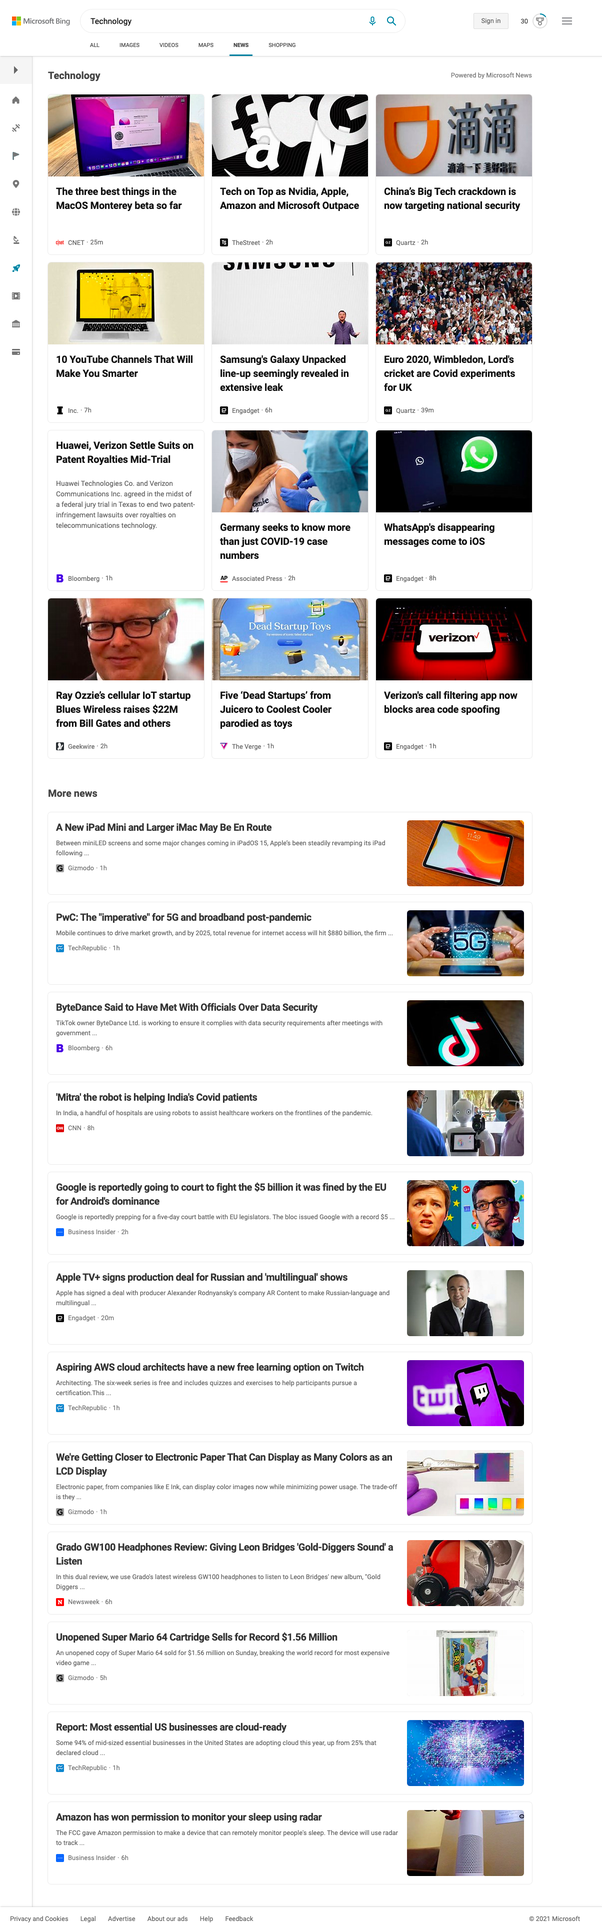 Microsoft Bing
Technology
Sign in
30
ALL
IMAGES
VIDEOS
MAPS
NEWS
SHOPPING
Technology
Powered by Microsoft News
The three best things in the
MacOS Monterey beta so far
CNET · 25m
Tech on Top as Nvidia, Apple,
Amazon and Microsoft Outpace
TheStreet · 2h
滴滴
滴滴一下 美好出行
China's Big Tech crackdown is
now targeting national security
Quartz · 2h
10 YouTube Channels That Will
Make You Smarter
Inc. · 7h
SAMSUNG
Samsung's Galaxy Unpacked
line-up seemingly revealed in
extensive leak
Engadget · 6h
Euro 2020, Wimbledon, Lord's
cricket are Covid experiments
for UK
Quartz · 39m
Huawei, Verizon Settle Suits on
Patent Royalties Mid-Trial
Huawei Technologies Co. and Verizon
Communications Inc. agreed in the midst of
a federal jury trial in Texas to end two patent-
infringement lawsuits over royalties on
telecommunications technology.
Bloomberg · 1h
Germany seeks to know more
than just COVID-19 case
numbers
AP Associated Press · 2h
WhatsApp's disappearing
messages come to iOS
Engadget · 8h
Ray Ozzie's cellular IoT startup
Blues Wireless raises $22M
from Bill Gates and others
Geekwire · 2h
Dead Startup Toys
Five 'Dead Startups' from
Juicero to Coolest Cooler
parodied as toys
The Verge · 1h
verizon
Verizon's call filtering app now
blocks area code spoofing
Engadget · 1h
More news
A New iPad Mini and Larger iMac May Be En Route
Between miniLED screens and some major changes coming in iPadOS 15, Apple's been steadily revamping its iPad
following ...
Gizmodo · 1h
PwC: The "imperative" for 5G and broadband post-pandemic
Mobile continues to drive market growth, and by 2025, total revenue for internet access will hit $880 billion, the firm ...
TechRepublic · 1h
5G
ByteDance Said to Have Met With Officials Over Data Security
TikTok owner ByteDance Ltd. is working to ensure it complies with data security requirements after meetings with
government ...
Bloomberg · 6h
'Mitra' the robot is helping India's Covid patients
In India, a handful of hospitals are using robots to assist healthcare workers on the frontlines of the pandemic.
CNN · 8h
Google is reportedly going to court to fight the $5 billion it was fined by the EU
for Android's dominance
Google is reportedly prepping for a five-day court battle with EU legislators. The bloc issued Google with a record $5 ...
Business Insider · 2h
Apple TV+ signs production deal for Russian and 'multilingual' shows
Apple has signed a deal with producer Alexander Rodnyansky's company AR Content to make Russian-language and
multilingual ...
Engadget · 20m
Aspiring AWS cloud architects have a new free learning option on Twitch
Architecting. The six-week series is free and includes quizzes and exercises to help participants pursue a
certification.This ...
TechRepublic · 1h
twi
We're Getting Closer to Electronic Paper That Can Display as Many Colors as an
LCD Display
Electronic paper, from companies like E Ink, can display color images now while minimizing power usage. The trade-off
is they ...
Gizmodo · 1h
Grado GW100 Headphones Review: Giving Leon Bridges 'Gold-Diggers Sound' a
Listen
In this dual review, we use Grado's latest wireless GW100 headphones to listen to Leon Bridges' new album, "Gold
Diggers ...
Newsweek · 6h
Unopened Super Mario 64 Cartridge Sells for Record $1.56 Million
An unopened copy of Super Mario 64 sold for $1.56 million on Sunday, breaking the world record for most expensive
video game ...
Gizmodo · 5h
Report: Most essential US businesses are cloud-ready
Some 94% of mid-sized essential businesses in the United States are adopting cloud this year, up from 25% that
declared cloud ...
TechRepublic · 1h
Amazon has won permission to monitor your sleep using radar
The FCC gave Amazon permission to make a device that can remotely monitor people's sleep. The device will use radar
to track ...
Business Insider · 6h
Privacy and Cookies
Legal
Advertise
About our ads
Help
Feedback
© 2021 Microsoft